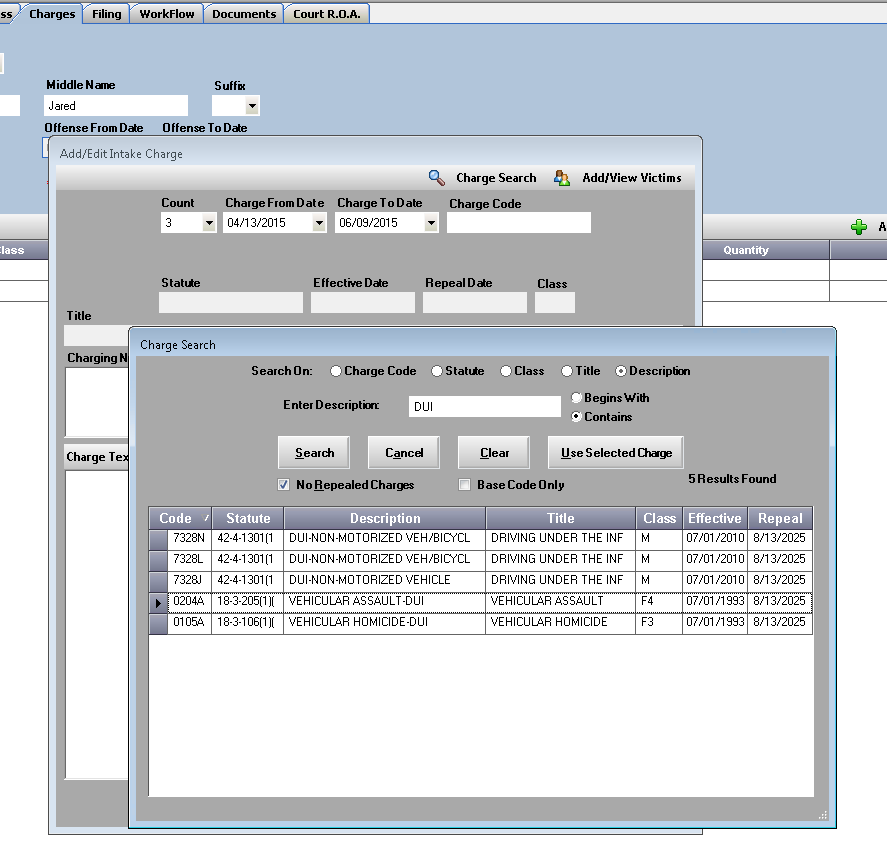 ss Charges Filing WorkFlow Documents Court R.O.A.
Middle Name Suffix
Jared
Offense From Date Offense To Date
Add/Edit Intake Charge
Charge Search Add/View Victims
Count Charge From Date Charge To Date Charge Code
3 04/13/2015 06/09/2015
A
lass Quantity
Statute Effective Date Repeal Date Class
Title
Charging N
Charge Tex
Charge Search
Search On: Charge Code Statute Class Title Description
Enter Description: DUI Begins With
Contains
Search Cancel Clear Use Selected Charge
No Repealed Charges Base Code Only 5 Results Found
Code Statute Description Title Class Effective Repeal
7328N 42-4-1301(1 DUI-NON-MOTORIZED VEH/BICYCL DRIVING UNDER THE INF M 07/01/2010 8/13/2025
7328L 42-4-1301(1 DUI-NON-MOTORIZED VEH/BICYCL DRIVING UNDER THE INF M 07/01/2010 8/13/2025
7328J 42-4-1301(1 DUI-NON-MOTORIZED VEHICLE DRIVING UNDER THE INF M 07/01/2010 8/13/2025
0204A 18-3-205(1)( VEHICULAR ASSAULT-DUI VEHICULAR ASSAULT F4 07/01/1993 8/13/2025
0105A 18-3-106(1)( VEHICULAR HOMICIDE-DUI VEHICULAR HOMICIDE F3 07/01/1993 8/13/2025